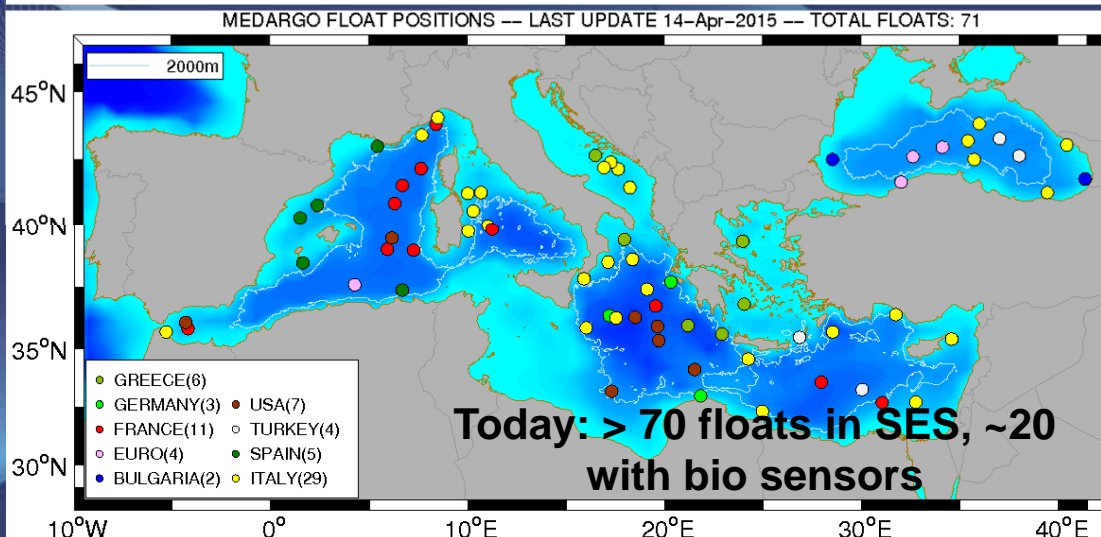 MEDARGO FLOAT POSITIONS -- LAST UPDATE 14-Apr-2015 -- TOTAL FLOATS: 71
2000m
45°N
40°N
35°N
30°N
GREECE(6)
GERMANY(3)
FRANCE(11)
EURO(4)
BULGARIA(2)
USA(7)
TURKEY(4)
SPAIN(5)
ITALY(29)
Today: > 70 floats in SES, ~20
with bio sensors
10°W 0° 10°E 20°E 30°E 40°E